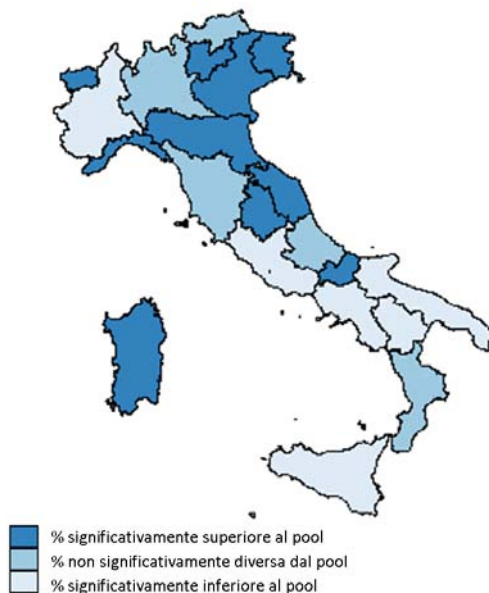 % significativamente superiore al pool
% non significativamente diversa dal pool
% significativamente inferiore al pool